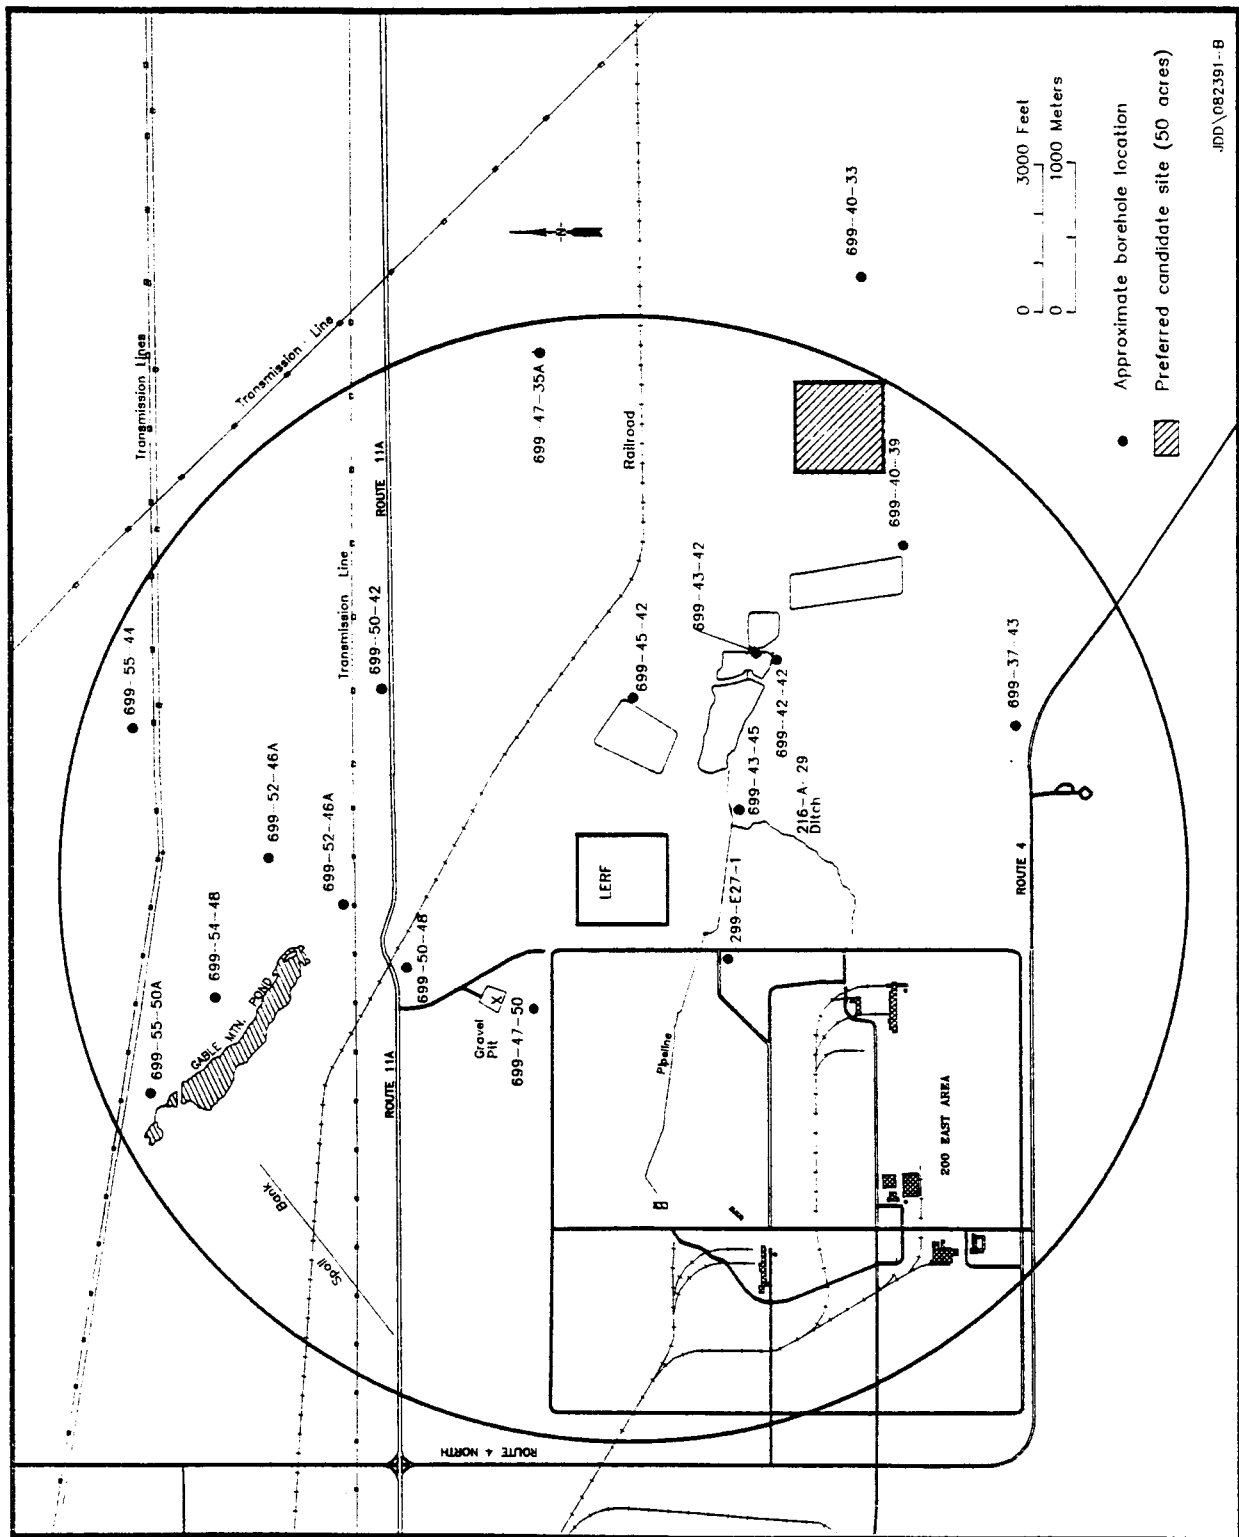 Transmission Lines
Transmission Line
699-55-44
699-55-50A
699-54-48
699-52-46A
699-52-46A
GABLE MTN. POND
Transmission Line
ROUTE 11A
699-50-42
ROUTE 11A
699-50-48
Spoil Bank
Gravel
Pit
699-47-50
699-47-35A
-N-
699-40-33
Railroad
699-45-42
LERF
699-43-42
699-42-42
699-43-45
216-A-29
Ditch
299-E27-1
Pipeline
699-40-39
699-37-43
200 EAST AREA
ROUTE 4
ROUTE 4 NORTH
0 3000 Feet
0 1000 Meters
Approximate borehole location
Preferred candidate site (50 acres)
JDD\082391-B